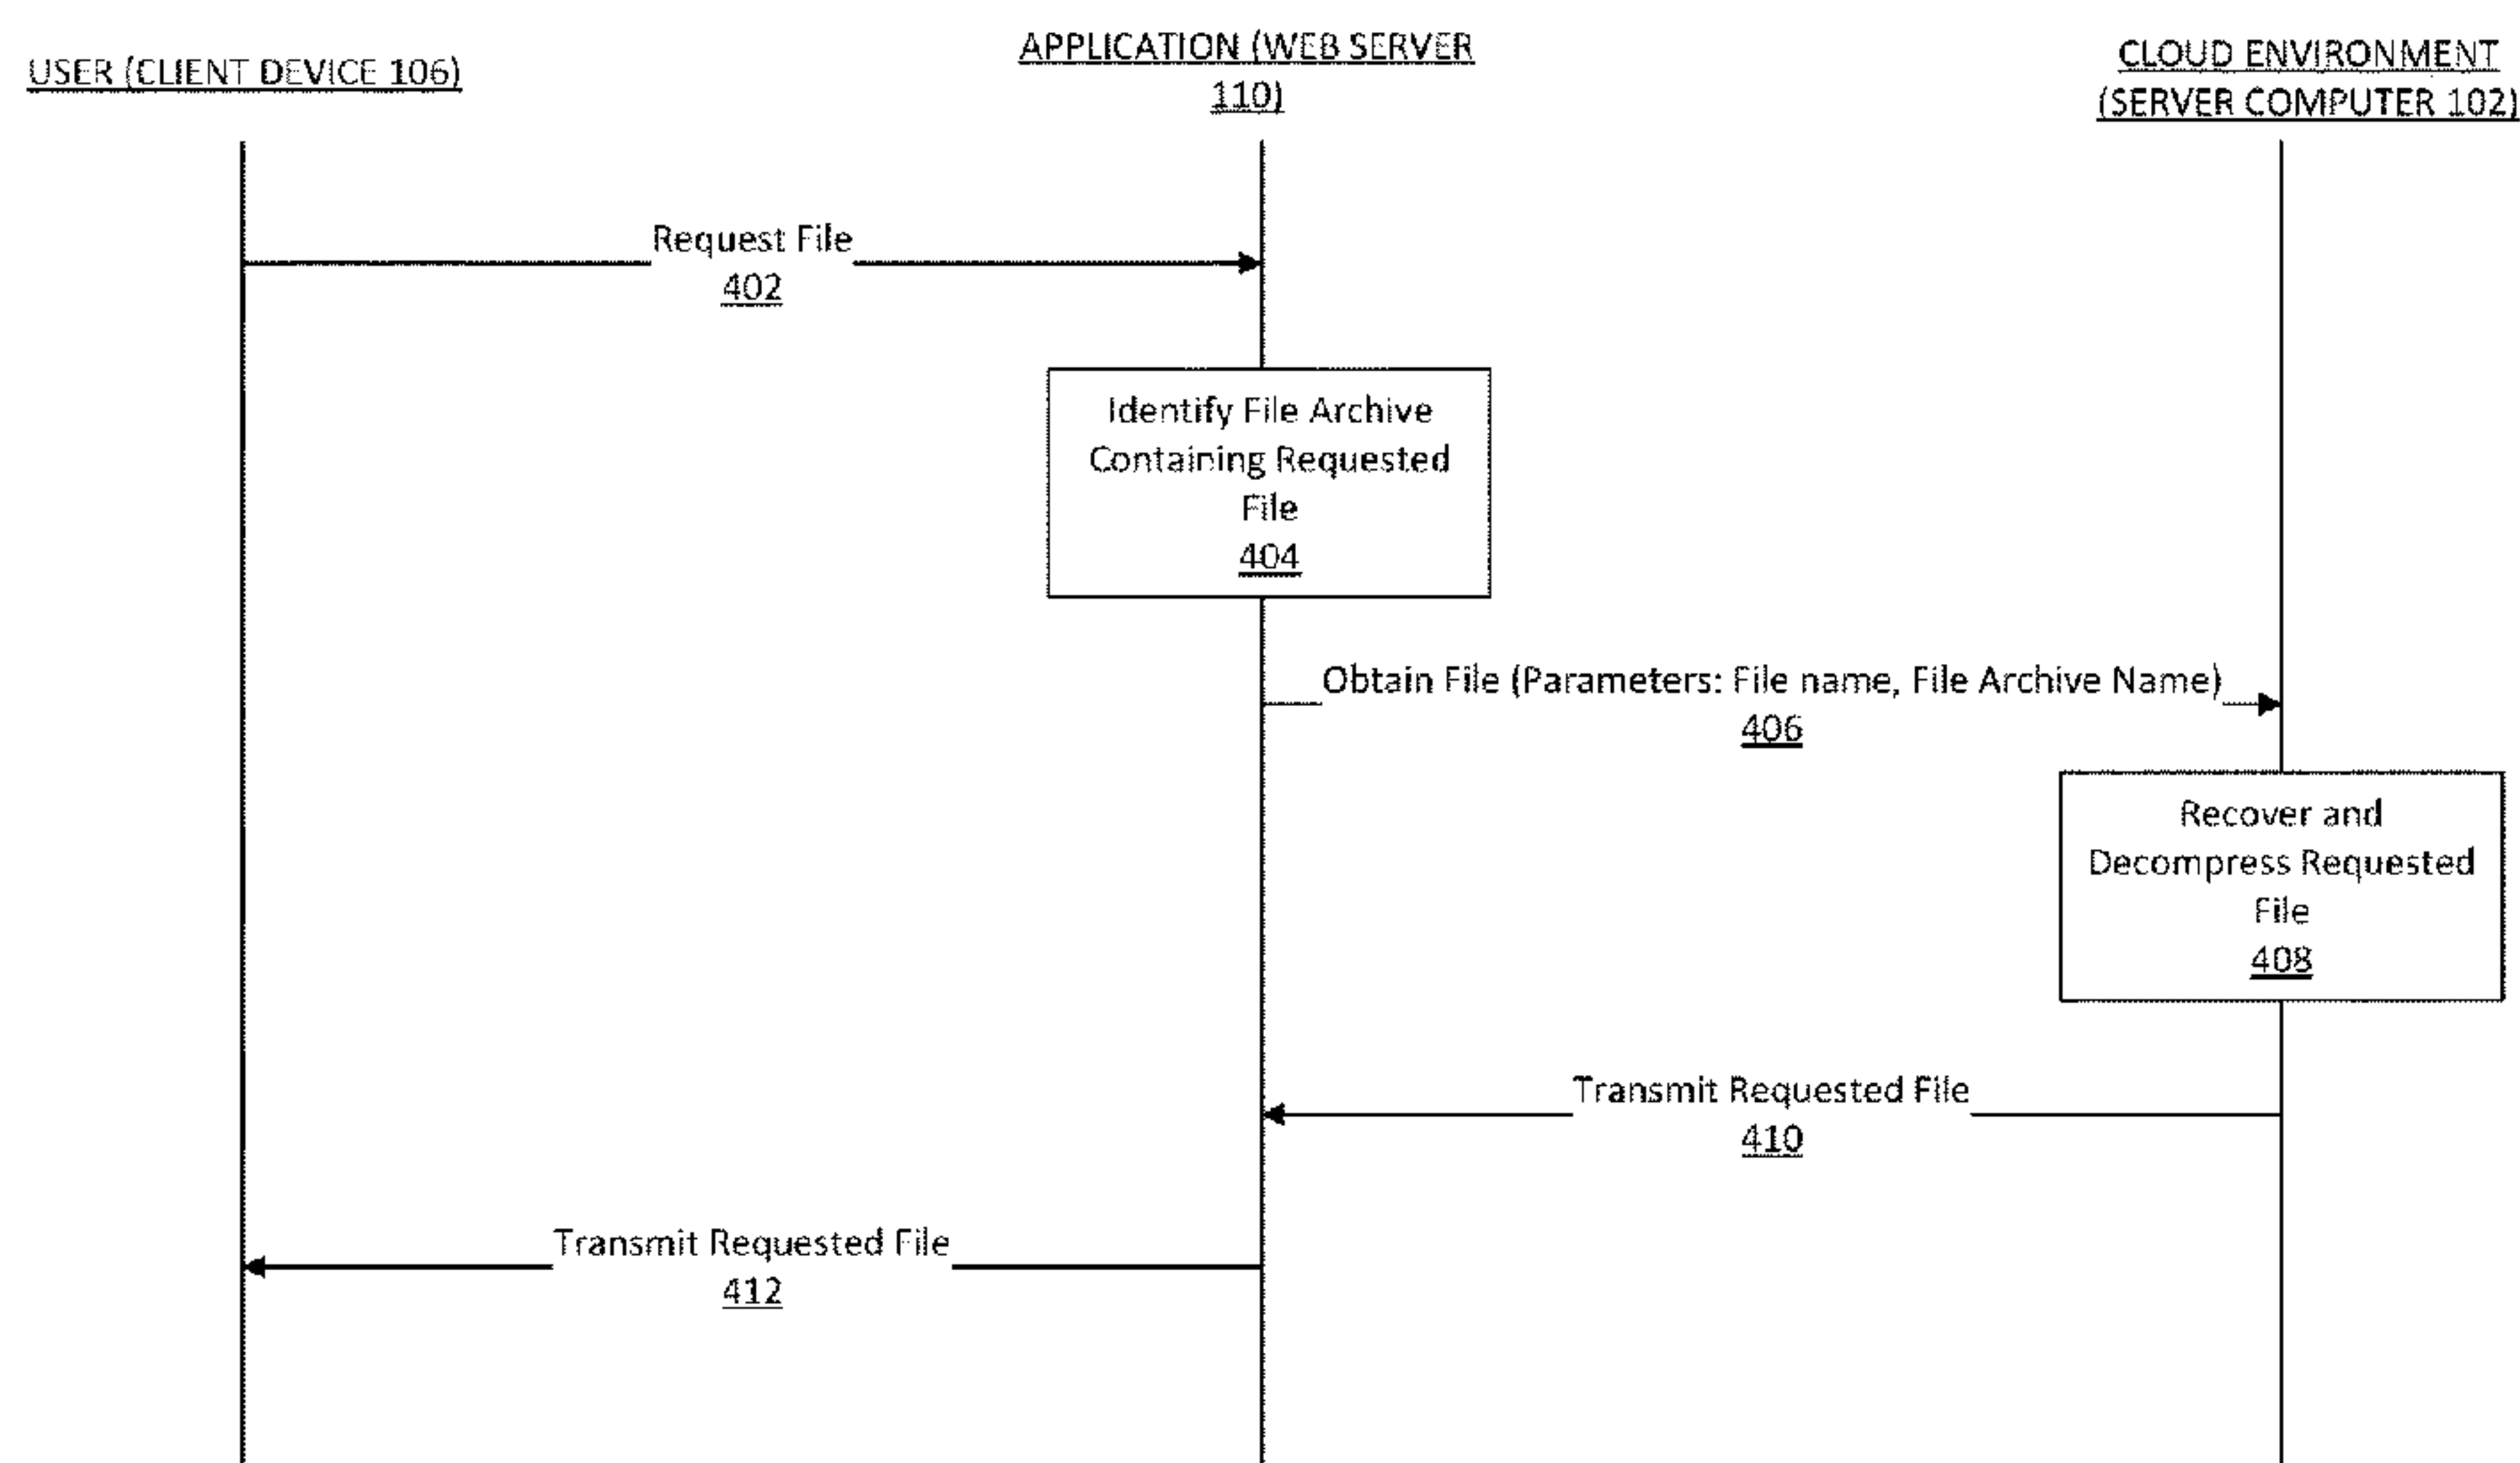 USER (CLIENT DEVICE 106)
APPLICATION (WEB SERVER
110)
CLOUD ENVIRONMENT
(SERVER COMPUTER 102)
Request File
402
Identify File Archive
Containing Requested
File
404
Obtain File (Parameters: File name, File Archive Name)
406
Recover and
Decompress Requested
File
408
Transmit Requested File
410
Transmit Requested File
412